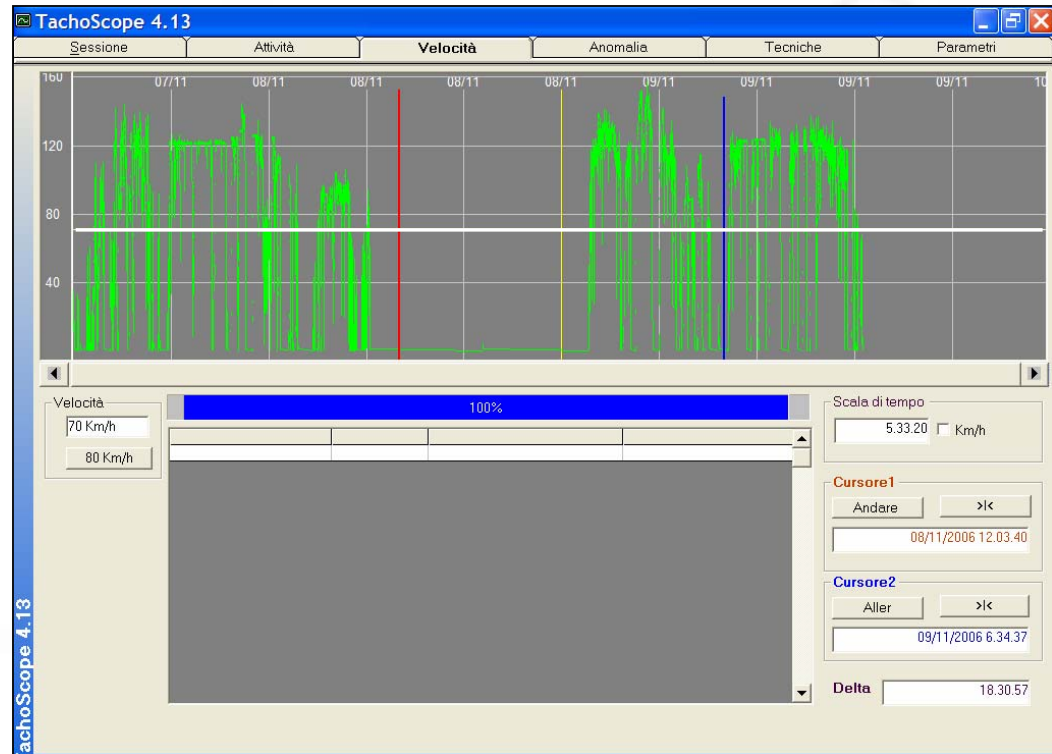 TachoScope 4.13
Sessione Attività Velocità Anomalia Tecniche Parametri
160 07/11 08/11 08/11 08/11 08/11 09/11 09/11 09/11 09/11 10
120
80
40
Velocità
70 Km/h
80 Km/h
100%
Scala di tempo
5.33.20 Km/h
Cursore1
Andare >|<
08/11/2006 12.03.40
Cursore2
Aller >|<
09/11/2006 6.34.37
Delta 18.30.57
TachoScope 4.13